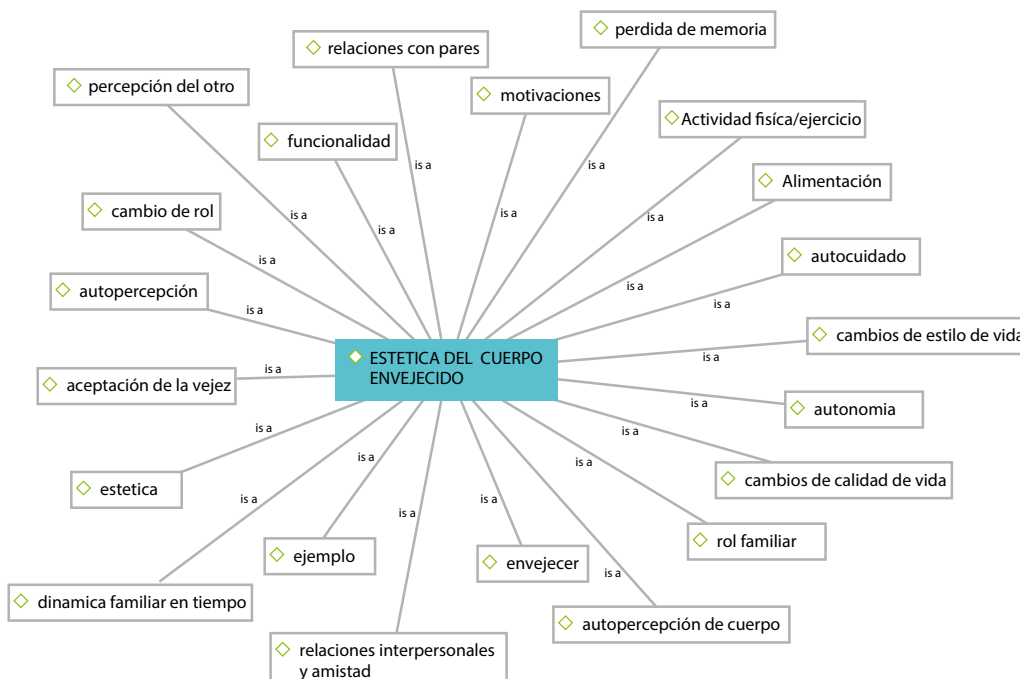 perdida de memoria
relaciones con pares
percepción del otro
motivaciones
Actividad fisíca/ejercicio
funcionalidad
is a
is a
is a
Alimentación
cambio de rol
is a
is a
is a
is a
autocuidado
is a
is a
autopercepción
is a
is a
cambios de estilo de vida
ESTETICA DEL CUERPO
ENVEJECIDO
is a
is a
aceptación de la vejez
is a
autonomia
is a
is a
is a
is a
cambios de calidad de vida
estetica
is a
is a
is a
rol familiar
ejemplo
envejecer
is a
dinamica familiar en tiempo
autopercepción de cuerpo
relaciones interpersonales
y amistad